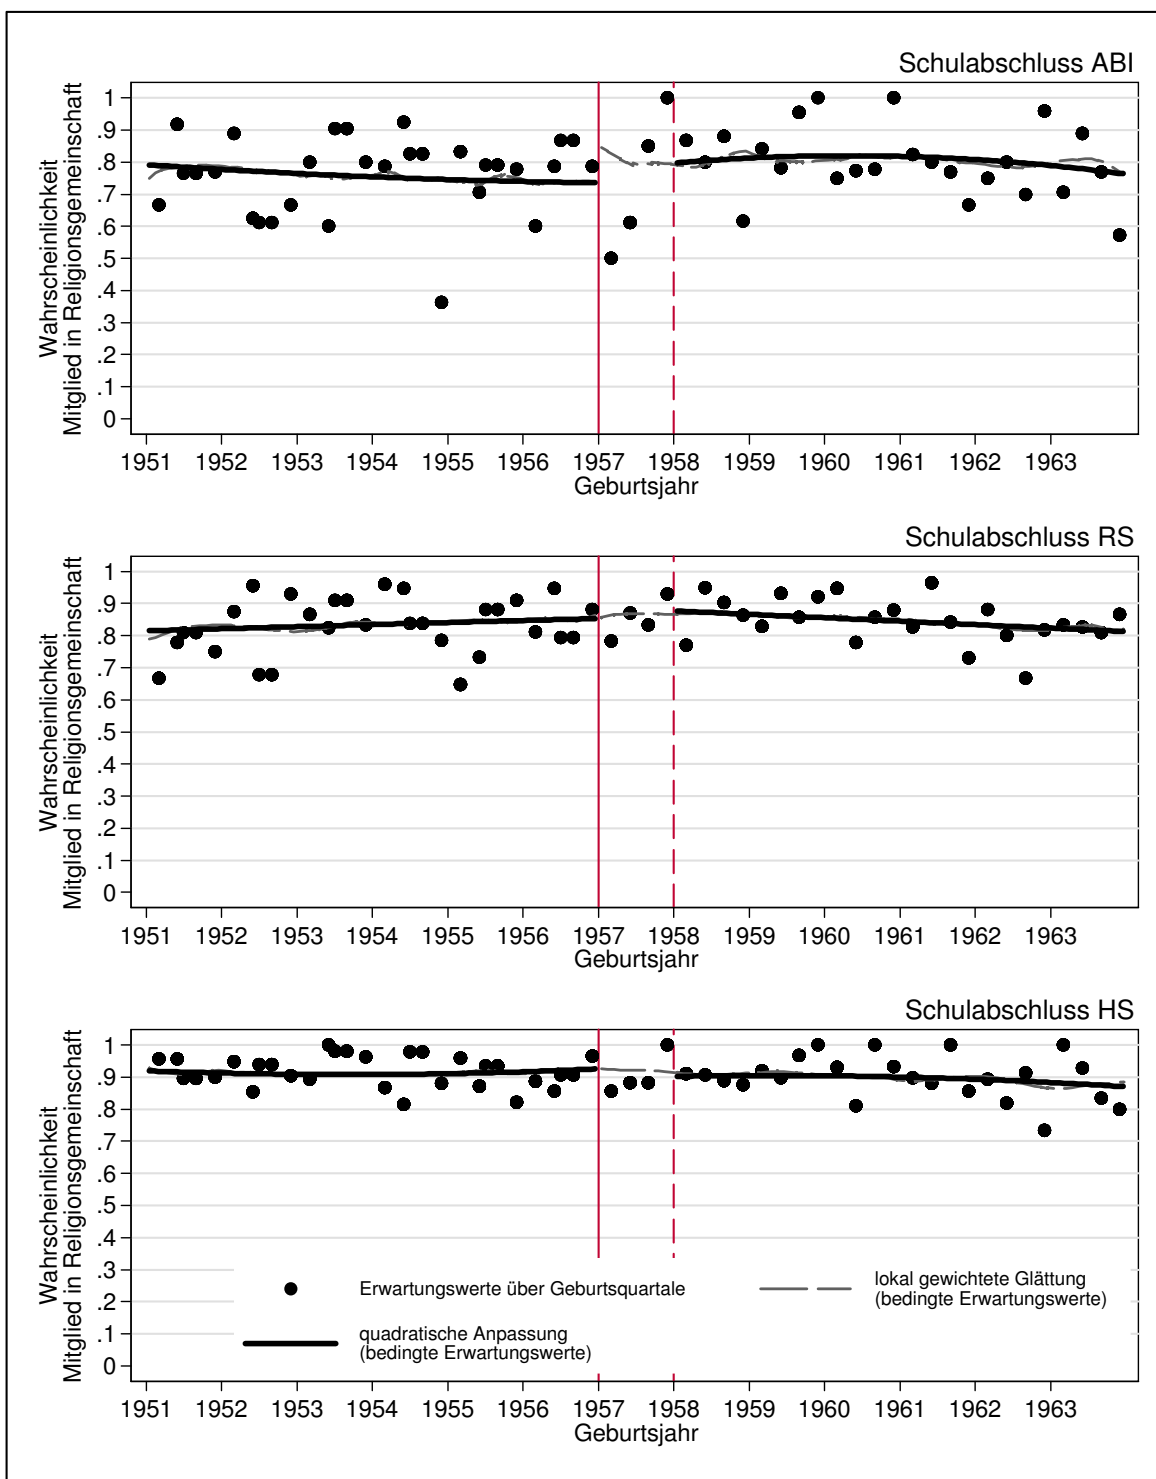 Schulabschluss ABI
Wahrscheinlichkeit
Mitglied in Religionsgemeinschaft
1
.9
.8
.7
.6
.5
.4
.3
.2
.1
0
1951 1952 1953 1954 1955 1956 1957 1958 1959 1960 1961 1962 1963
Geburtsjahr
Schulabschluss RS
Wahrscheinlichkeit
Mitglied in Religionsgemeinschaft
1
.9
.8
.7
.6
.5
.4
.3
.2
.1
0
1951 1952 1953 1954 1955 1956 1957 1958 1959 1960 1961 1962 1963
Geburtsjahr
Schulabschluss HS
Wahrscheinlichkeit
Mitglied in Religionsgemeinschaft
1
.9
.8
.7
.6
.5
.4
.3
.2
.1
0
Erwartungswerte über Geburtsquartale
lokal gewichtete Glättung
(bedingte Erwartungswerte)
quadratische Anpassung
(bedingte Erwartungswerte)
1951 1952 1953 1954 1955 1956 1957 1958 1959 1960 1961 1962 1963
Geburtsjahr